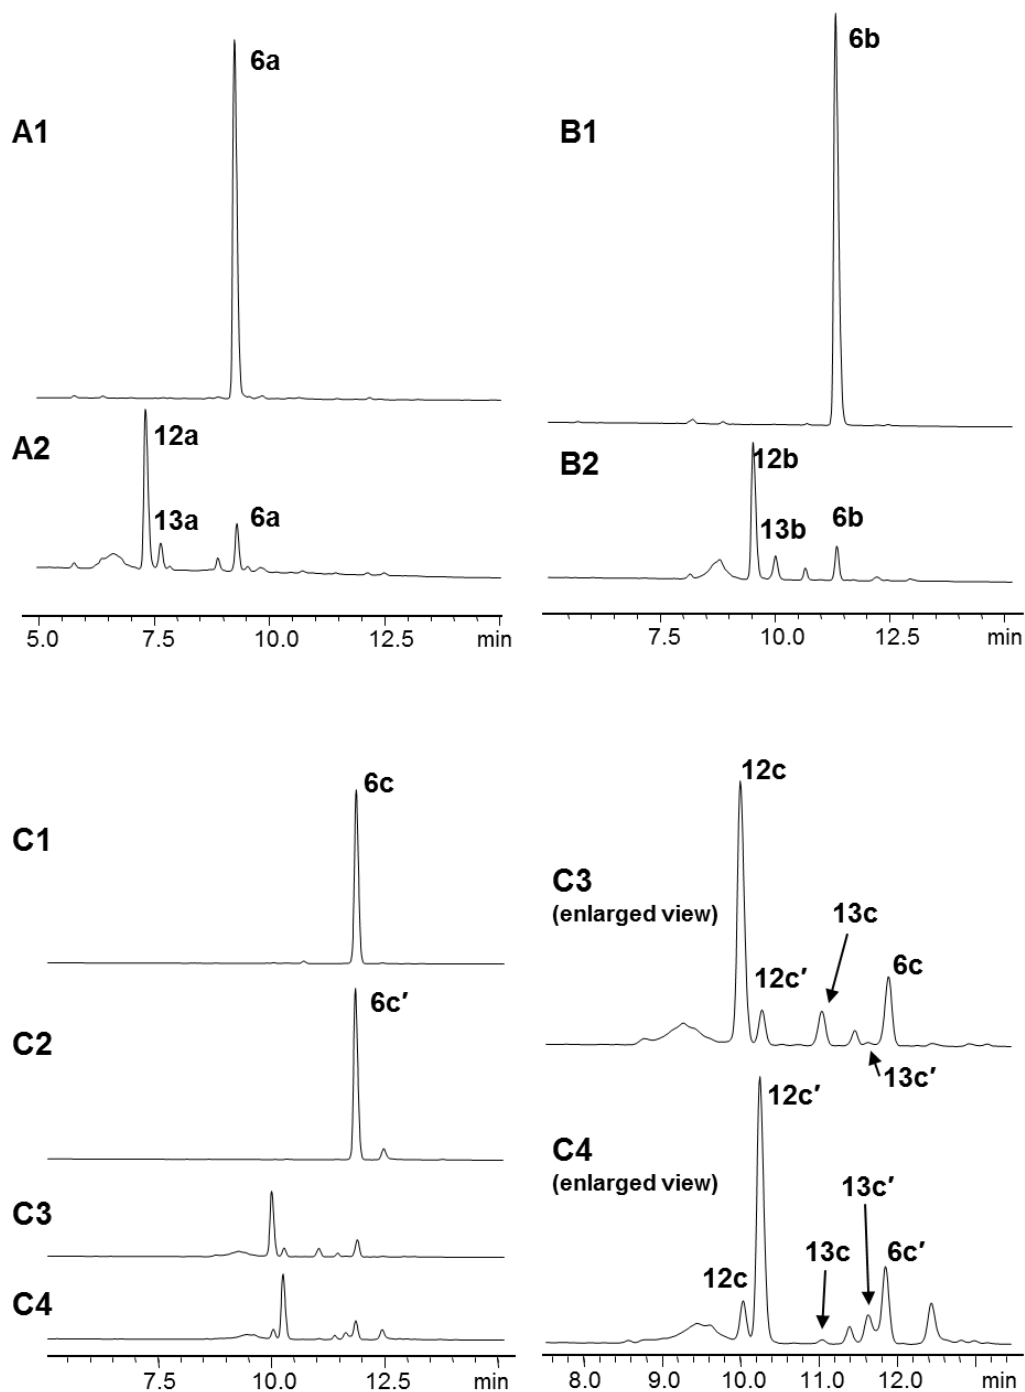 6a
A1
12a
A2
13a
6a
5.0 7.5 10.0 12.5 min
6b
B1
12b
B2
13b
6b
7.5 10.0 12.5 min
6c
C1
6c′
C2
C3
C4
7.5 10.0 12.5 min
12c
C3
(enlarged view)
13c
12c′
6c
13c′
12c′
C4
(enlarged view)
13c′
12c
13c
6c′
8.0 9.0 10.0 11.0 12.0 min